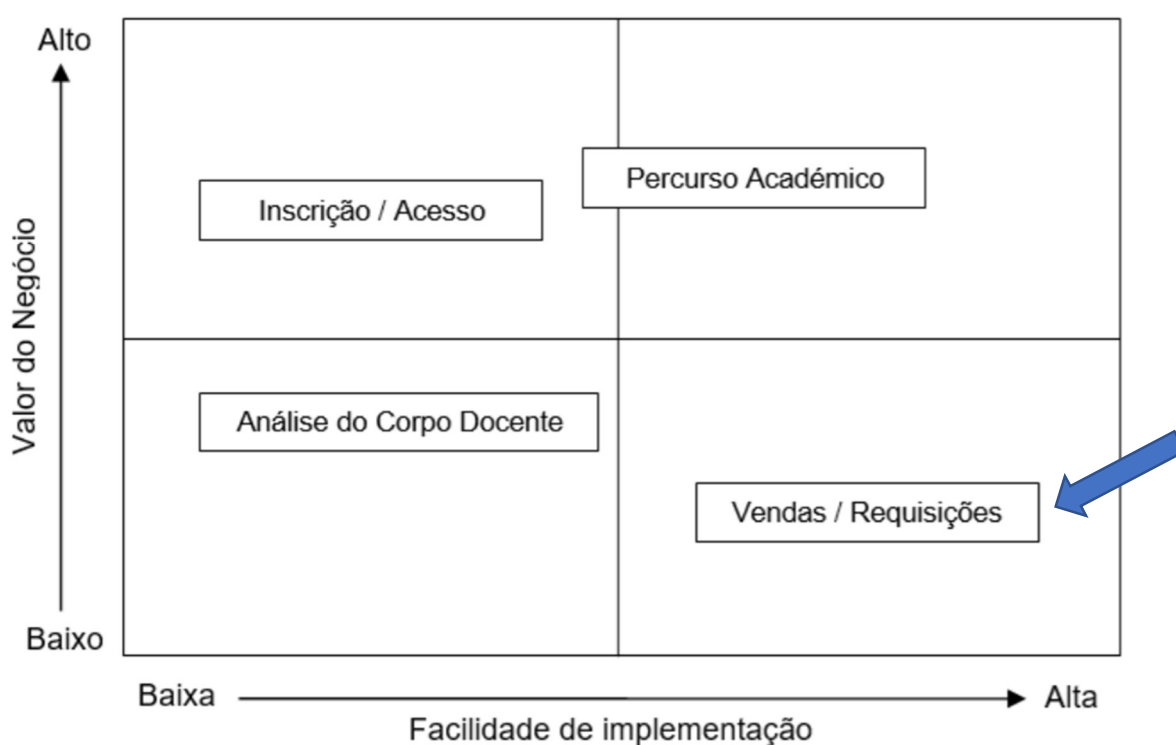 Alto
Percurso Académico
Inscrição / Acesso
Valor do Negócio
Análise do Corpo Docente
Vendas / Requisições
Baixo
Baixa
Alta
Facilidade de implementação